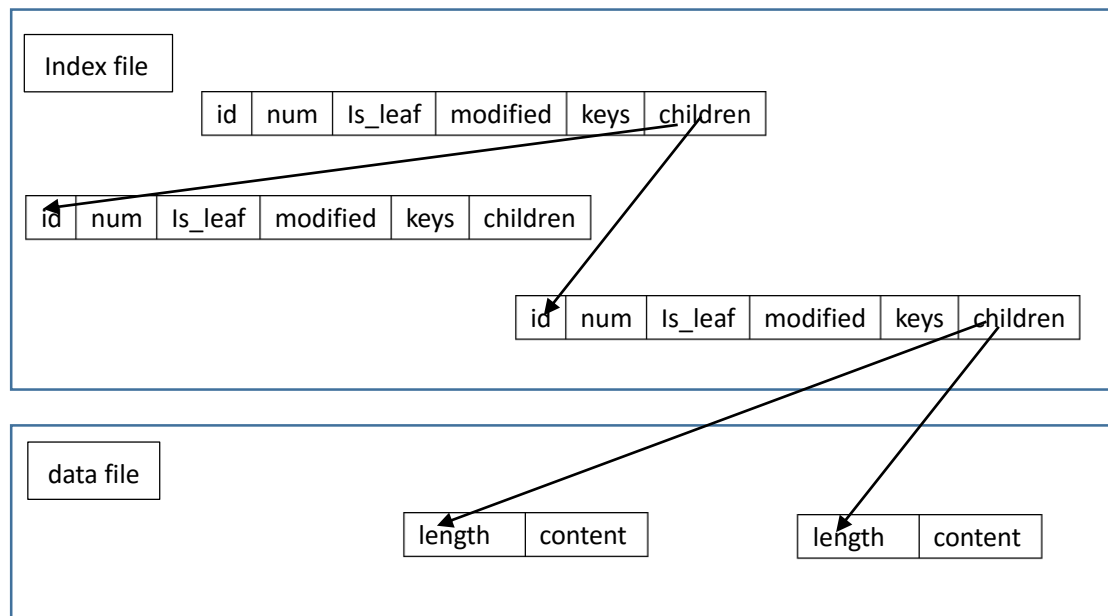 Index file
id num Is_leaf modified keys children
id num Is_leaf modified keys children
id num Is_leaf modified keys children
data file
length content length content